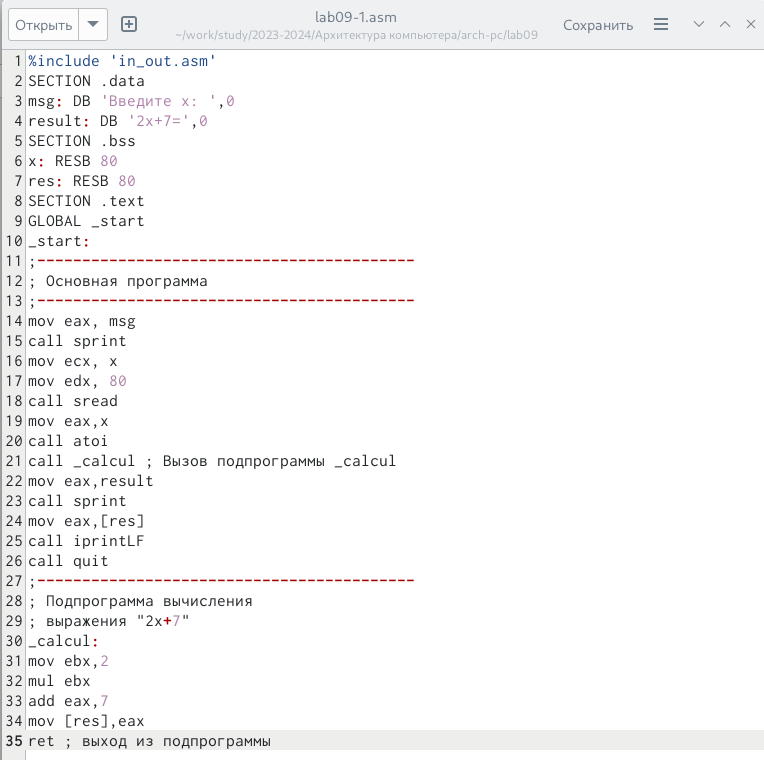 Открыть
lab09-1.asm
~/work/study/2023-2024/Архитектура компьютера/arch-pc/lab09
Сохранить
1 %include 'in_out.asm'
2 SECTION .data
3 msg: DB 'Введите x: ',0
4 result: DB '2x+7=',0
5 SECTION .bss
6 x: RESB 80
7 res: RESB 80
8 SECTION .text
9 GLOBAL _start
10 _start:
11 ;------------------------------------------
12 ; Основная программа
13 ;------------------------------------------
14 mov eax, msg
15 call sprint
16 mov ecx, x
17 mov edx, 80
18 call sread
19 mov eax,x
20 call atoi
21 call _calcul ; Вызов подпрограммы _calcul
22 mov eax,result
23 call sprint
24 mov eax,[res]
25 call iprintLF
26 call quit
27 ;------------------------------------------
28 ; Подпрограмма вычисления
29 ; выражения "2x+7"
30 _calcul:
31 mov ebx,2
32 mul ebx
33 add eax,7
34 mov [res],eax
35 ret ; выход из подпрограммы